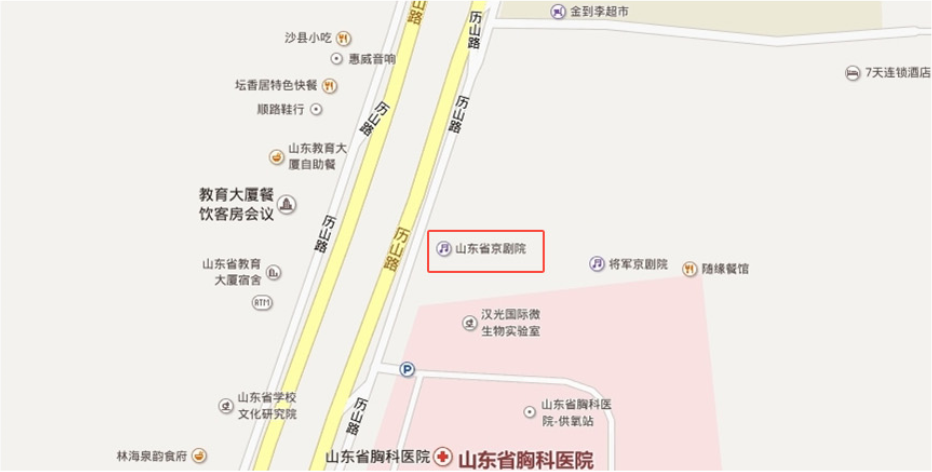 历山路
历山路
金到李超市
沙县小吃
惠威音响
7天连锁酒店
坛香居特色快餐
顺路鞋行
历山路
历山路
山东教育大
厦自助餐
教育大厦餐
饮客房会议
历山路
历山路
山东省京剧院
山东省教育
大厦宿舍
将军京剧院
随缘餐馆
ATM
汉光国际微
生物实验室
P
山东省学校
文化研究院
历山路
山东省胸科医
院-供氧站
林海泉韵食府
山东省胸科医院
山东省胸科医院